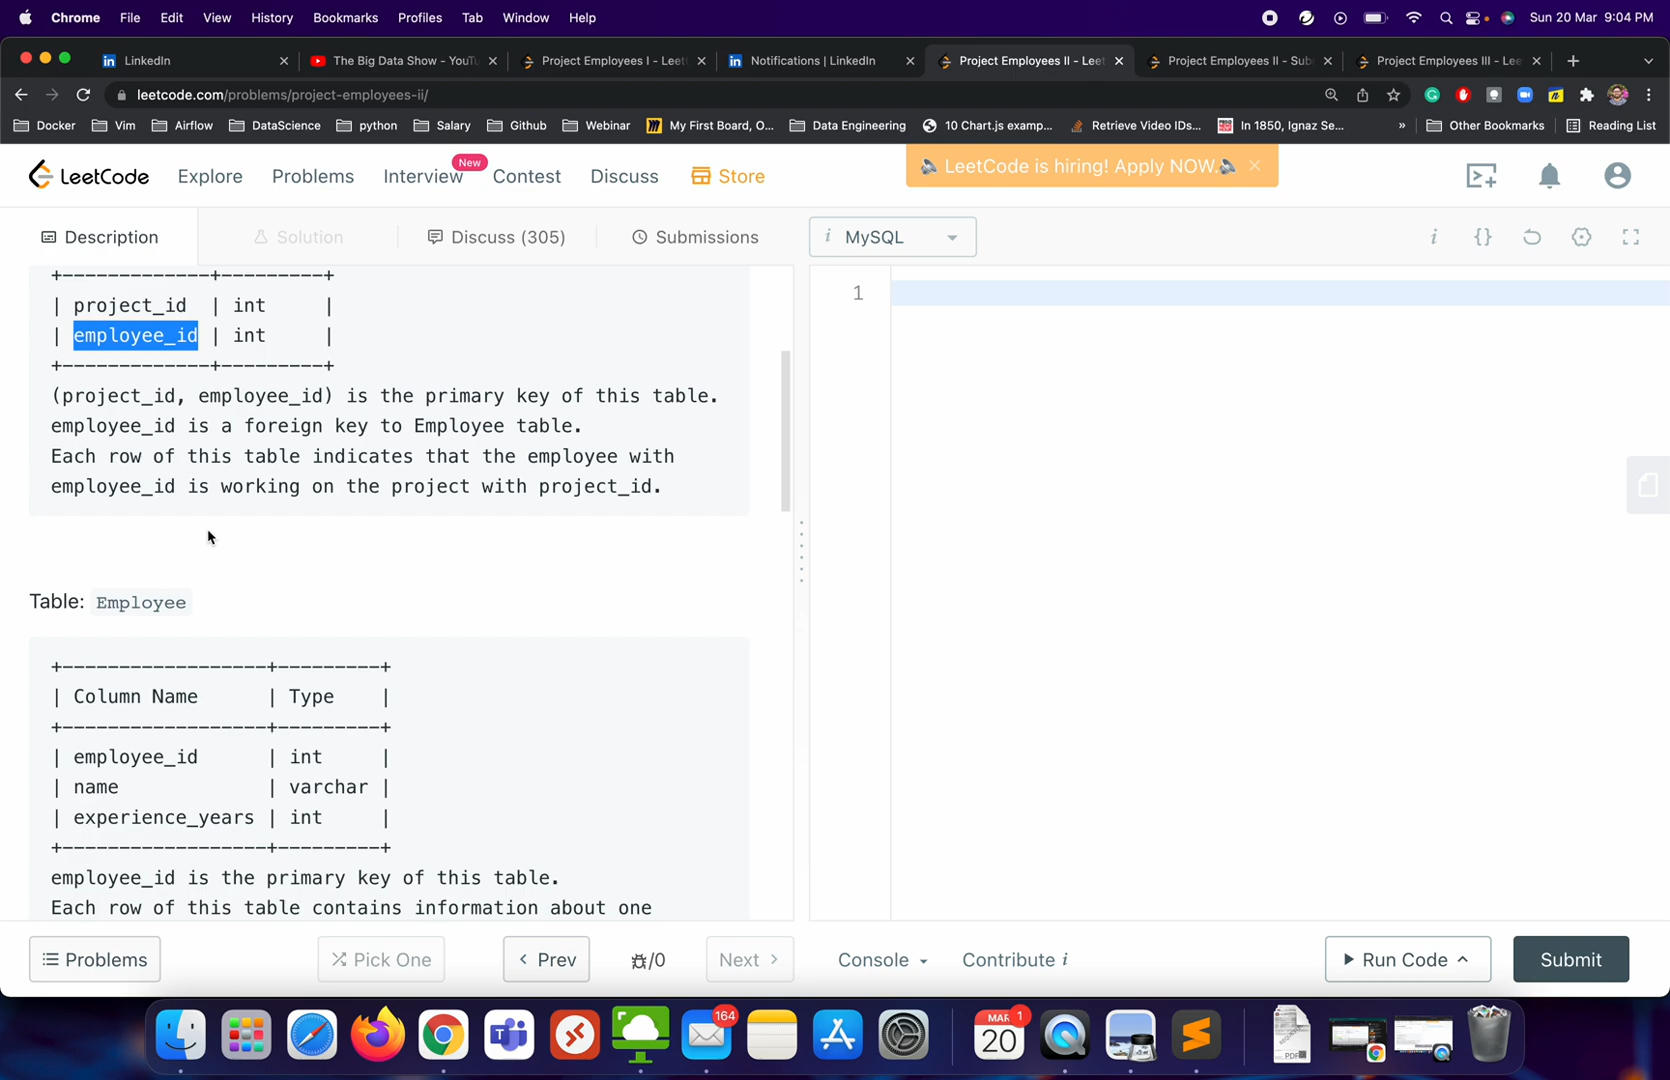 Chrome File Edit View History Bookmarks Profiles Tab Window Help Sun 20 Mar 9:04 PM
LinkedIn The Big Data Show - YouTu Project Employees I - Leet Notifications | LinkedIn Project Employees II - Leet Project Employees II - Sub Project Employees III - Lee
leetcode.com/problems/project-employees-ii/
Docker Vim Airflow DataScience python Salary Github Webinar My First Board, O... Data Engineering 10 Chart.js examp... Retrieve Video IDs... In 1850, Ignaz Se... » Other Bookmarks Reading List
LeetCode Explore Problems Interview New Contest Discuss Store LeetCode is hiring! Apply NOW.
Description Solution Discuss (305) Submissions i MySQL i {}
+-------------+---------+
| project_id | int |
| employee_id | int |
+-------------+---------+
(project_id, employee_id) is the primary key of this table.
employee_id is a foreign key to Employee table.
Each row of this table indicates that the employee with
employee_id is working on the project with project_id.
Table: Employee
+------------------+---------+
| Column Name | Type |
+------------------+---------+
| employee_id | int |
| name | varchar |
| experience_years | int |
+------------------+---------+
employee_id is the primary key of this table.
Each row of this table contains information about one
1
Problems Pick One Prev /0 Next Console Contribute i Run Code Submit
164 MAR 1
20
PDF